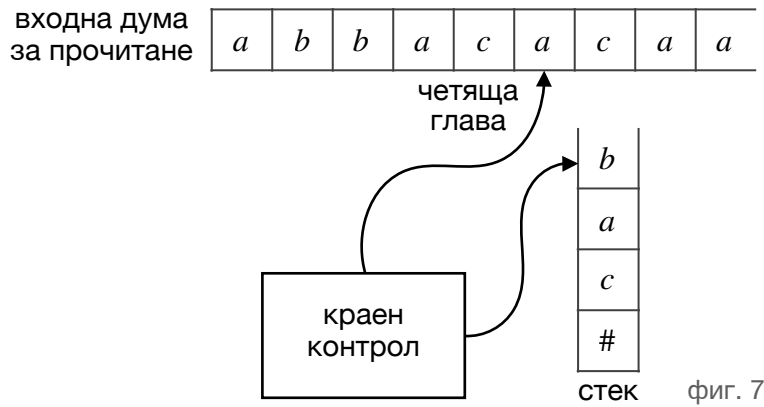 входна дума
за прочитане
a b b a c a c a a
четяща
глава
b
a
c
#
краен
контрол
стек
фиг. 7